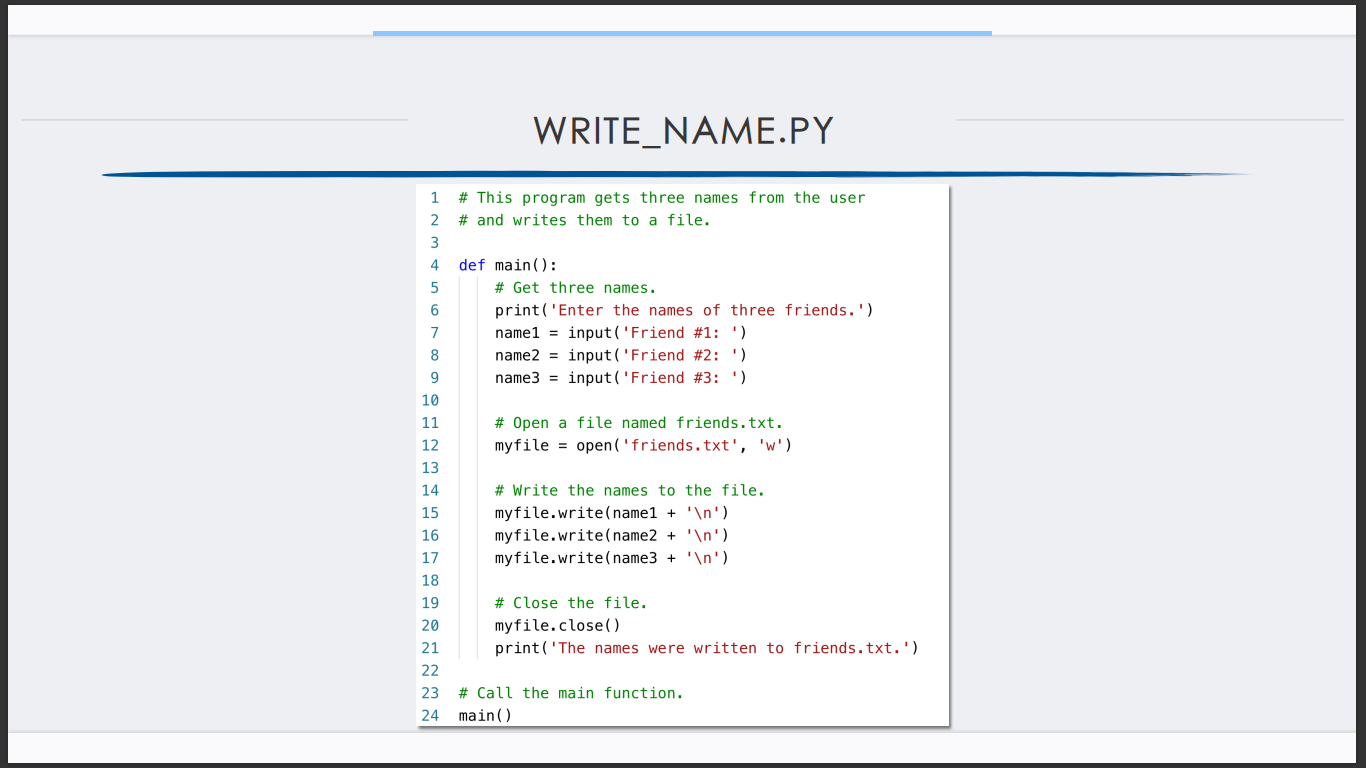 WRITE_NAME.PY
1 # This program gets three names from the user
2 # and writes them to a file.
3
4 def main():
5     # Get three names.
6     print('Enter the names of three friends.')
7     name1 = input('Friend #1: ')
8     name2 = input('Friend #2: ')
9     name3 = input('Friend #3: ')
10
11     # Open a file named friends.txt.
12     myfile = open('friends.txt', 'w')
13
14     # Write the names to the file.
15     myfile.write(name1 + '\n')
16     myfile.write(name2 + '\n')
17     myfile.write(name3 + '\n')
18
19     # Close the file.
20     myfile.close()
21     print('The names were written to friends.txt.')
22
23 # Call the main function.
24 main()